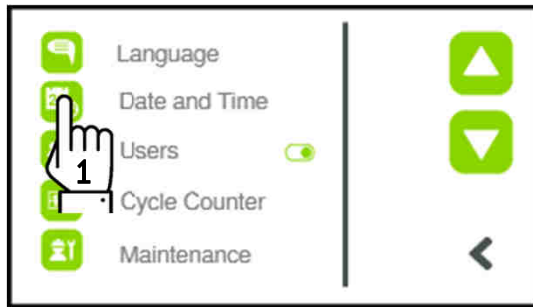 Language
Date and Time
Users
1
Cycle Counter
Maintenance